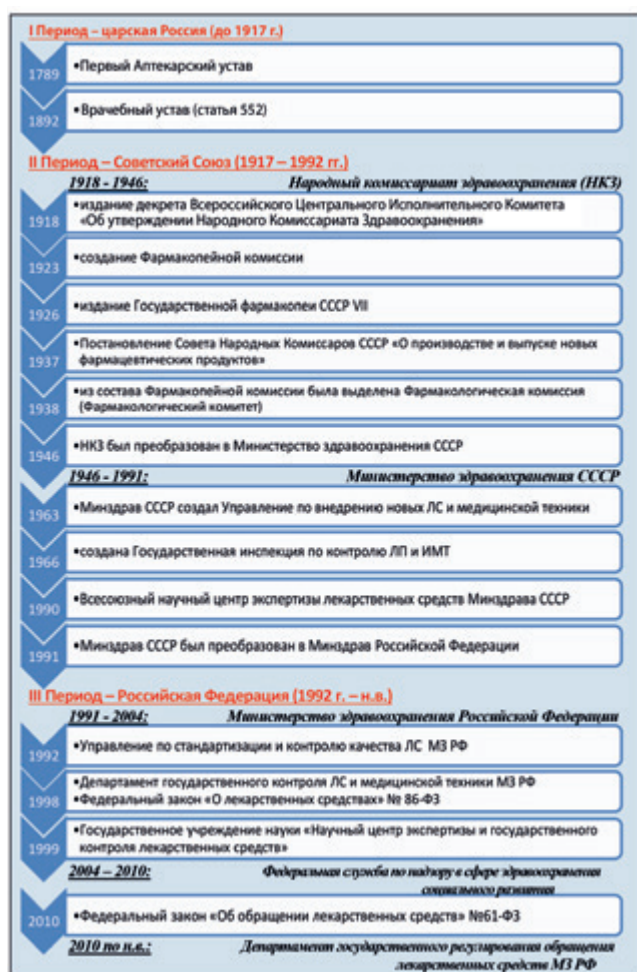 I Период – царская Россия (до 1917 г.)
1789
•Первый Аптекарский устав
1892
•Врачебный устав (статья 552)
II Период – Советский Союз (1917 – 1992 гг.)
1918 - 1946: Народный комиссариат здравоохранения (НКЗ)
1918
•издание декрета Всероссийского Центрального Исполнительного Комитета
«Об утверждении Народного Комиссариата Здравоохранения»
1923
•создание Фармакопейной комиссии
1926
•издание Государственной фармакопеи СССР VII
1937
•Постановление Совета Народных Комиссаров СССР «О производстве и выпуске новых
фармацевтических продуктов»
1938
•из состава Фармакопейной комиссии была выделена Фармакологическая комиссия
(Фармакологический комитет)
1946
•НКЗ был преобразован в Министерство здравоохранения СССР
1946 - 1991: Министерство здравоохранения СССР
1963
•Минздрав СССР создал Управление по внедрению новых ЛС и медицинской техники
1966
•создана Государственная инспекция по контролю ЛП и ИМТ
1990
•Всесоюзный научный центр экспертизы лекарственных средств Минздрава СССР
1991
•Минздрав СССР был преобразован в Минздрав Российской Федерации
III Период – Российская Федерация (1992 г. – н.в.)
1991 - 2004: Министерство здравоохранения Российской Федерации
1992
•Управление по стандартизации и контролю качества ЛС МЗ РФ
1998
•Департамент государственного контроля ЛС и медицинской техники МЗ РФ
•Федеральный закон «О лекарственных средствах» № 86-ФЗ
1999
•Государственное учреждение науки «Научный центр экспертизы и государственного
контроля лекарственных средств»
2004 – 2010: Федеральная служба по надзору в сфере здравоохранения
социального развития
2010
•Федеральный закон «Об обращении лекарственных средств» №61-ФЗ
2010 по н.в.: Департамент государственного регулирования обращения
лекарственных средств МЗ РФ